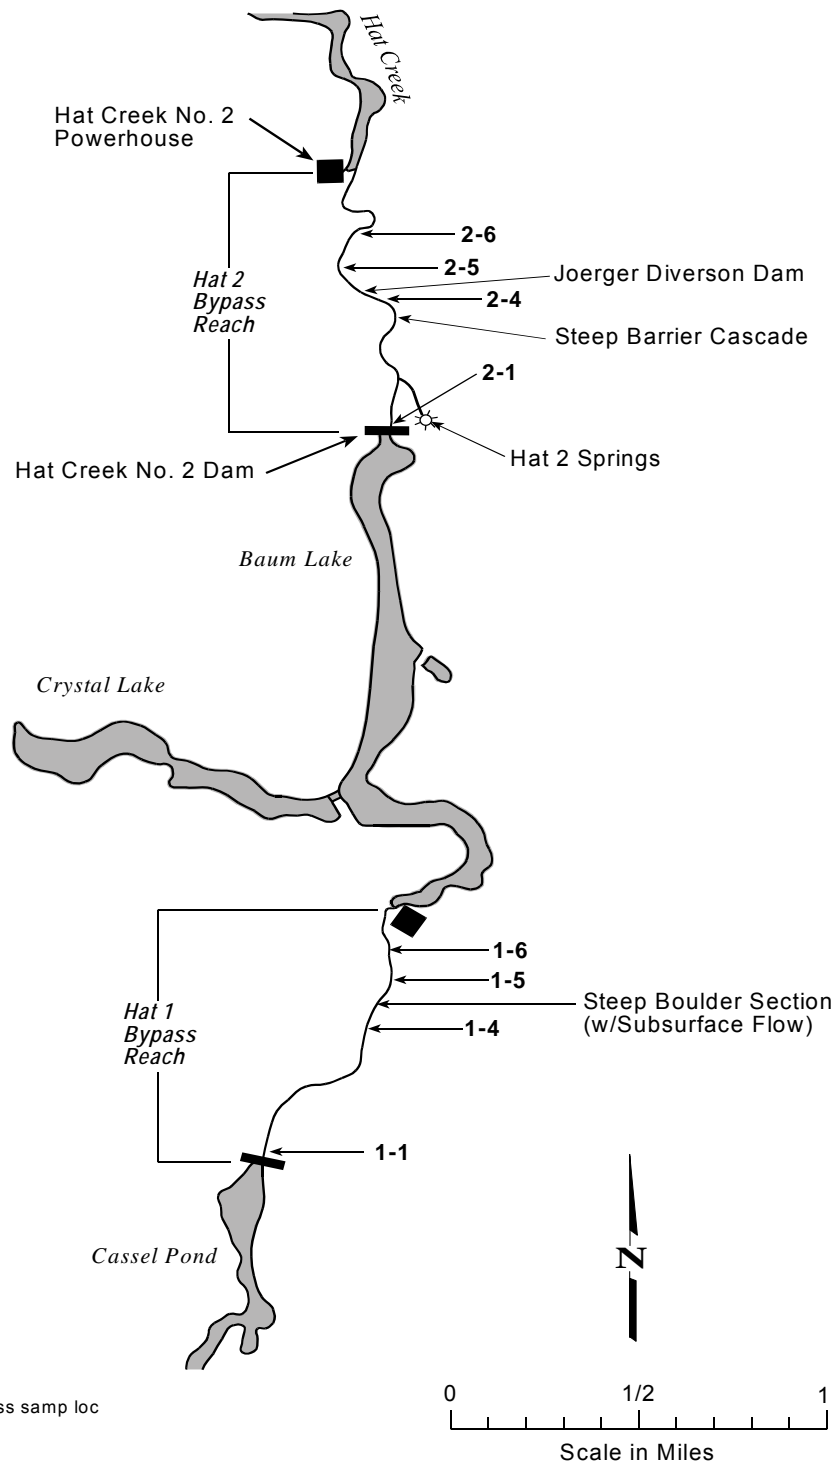 Hat Creek
Hat Creek No. 2
Powerhouse
2-6
2-5
Joerger Diverson Dam
2-4
Hat 2
Bypass
Reach
Steep Barrier Cascade
2-1
Hat 2 Springs
Hat Creek No. 2 Dam
Baum Lake
Crystal Lake
1-6
1-5
Steep Boulder Section
(w/Subsurface Flow)
Hat 1
Bypass
Reach
1-4
1-1
Cassel Pond
N
0 1/2 1
ss samp loc
Scale in Miles